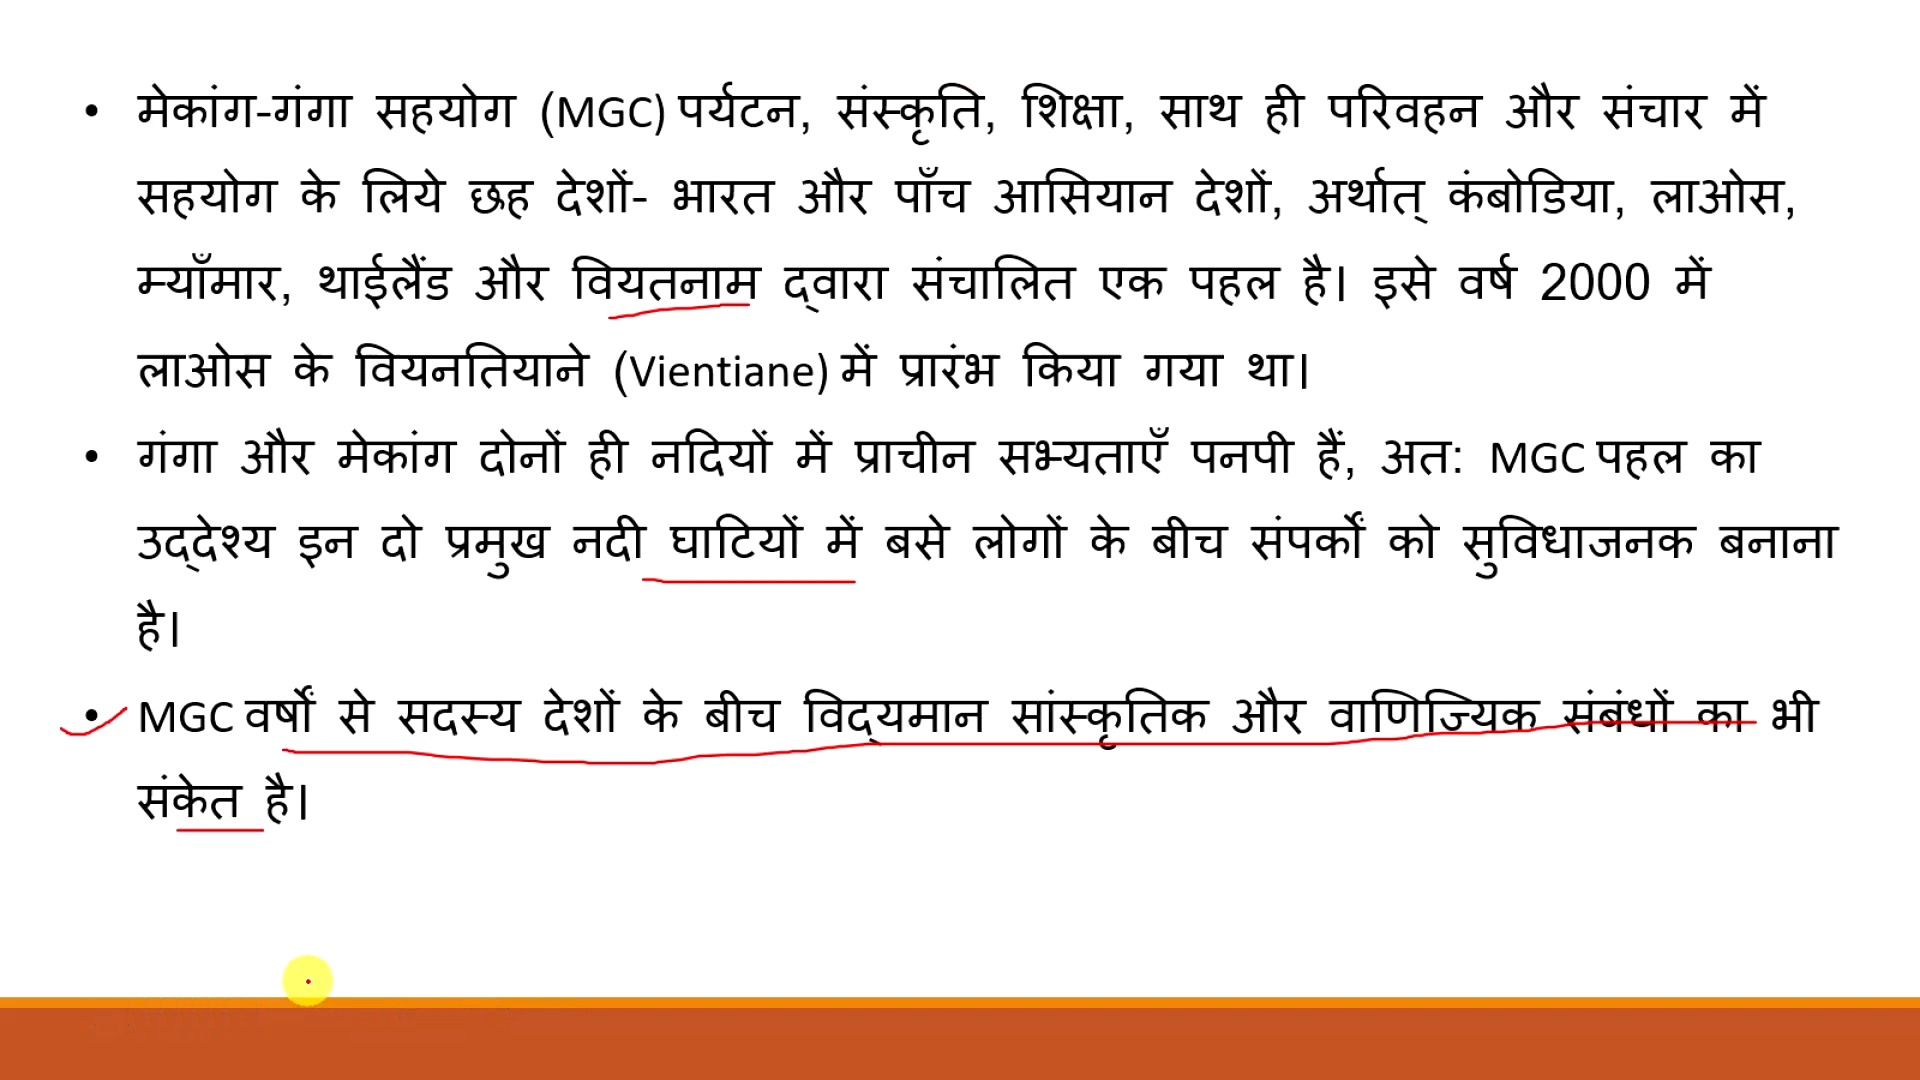 • मेकांग-गंगा सहयोग (MGC) पर्यटन, संस्कृति, शिक्षा, साथ ही परिवहन और संचार में
सहयोग के लिये छह देशों- भारत और पाँच आसियान देशों, अर्थात् कंबोडिया, लाओस,
म्याँमार, थाईलैंड और वियतनाम द्वारा संचालित एक पहल है। इसे वर्ष 2000 में
लाओस के वियनतियाने (Vientiane) में प्रारंभ किया गया था।
• गंगा और मेकांग दोनों ही नदियों में प्राचीन सभ्यताएँ पनपी हैं, अत: MGC पहल का
उद्देश्य इन दो प्रमुख नदी घाटियों में बसे लोगों के बीच संपर्कों को सुविधाजनक बनाना
है।
• MGC वर्षों से सदस्य देशों के बीच विद्यमान सांस्कृतिक और वाणिज्यिक संबंधों का भी
संकेत है।